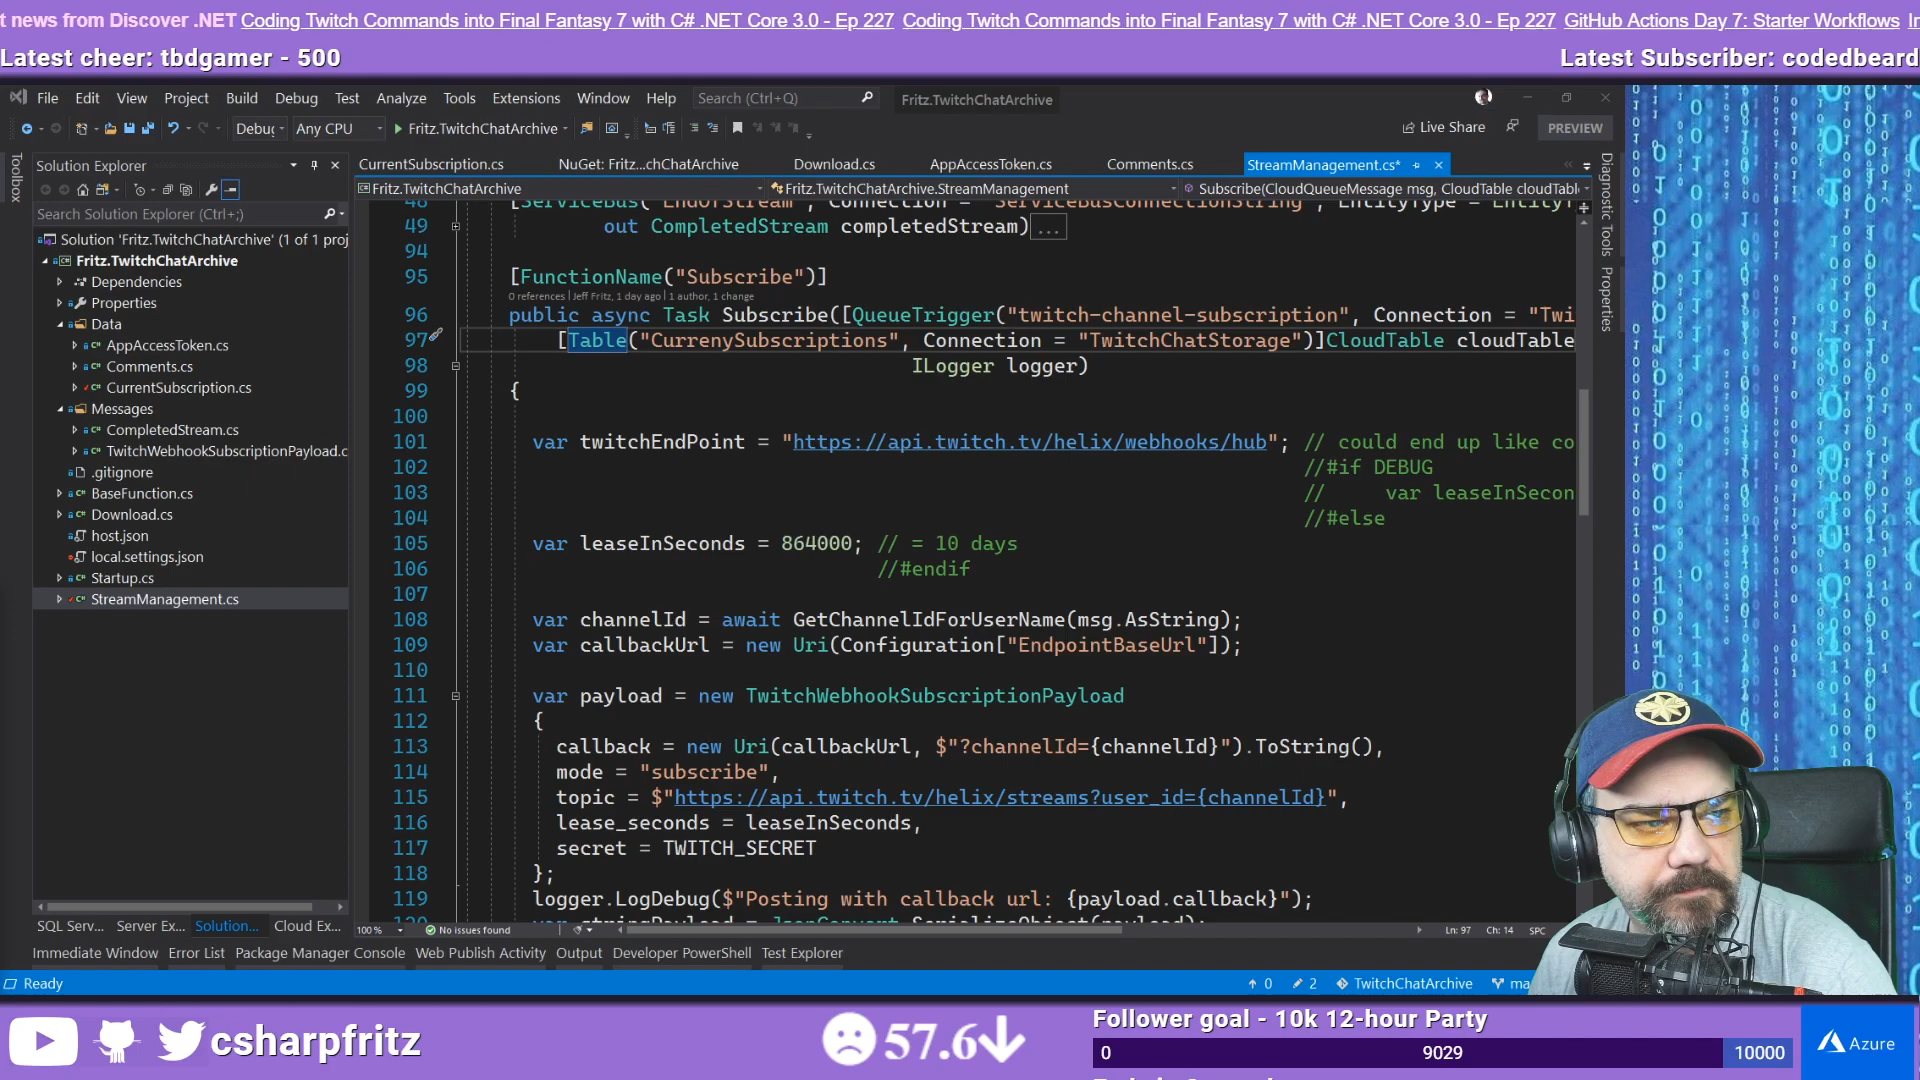 t news from Discover .NET Coding Twitch Commands into Final Fantasy 7 with C# .NET Core 3.0 - Ep 227 Coding Twitch Commands into Final Fantasy 7 with C# .NET Core 3.0 - Ep 227 GitHub Actions Day 7: Starter Workflows
Latest cheer: tbdgamer - 500
Latest Subscriber: codedbeard
File Edit View Project Build Debug Test Analyze Tools Extensions Window Help Search (Ctrl+Q) Fritz.TwitchChatArchive
Debug Any CPU Fritz.TwitchChatArchive Live Share PREVIEW
Toolbox
Solution Explorer
Search Solution Explorer (Ctrl+;)
Solution 'Fritz.TwitchChatArchive' (1 of 1 proj
Fritz.TwitchChatArchive
Dependencies
Properties
Data
AppAccessToken.cs
Comments.cs
CurrentSubscription.cs
Messages
CompletedStream.cs
TwitchWebhookSubscriptionPayload.c
.gitignore
BaseFunction.cs
Download.cs
host.json
local.settings.json
Startup.cs
StreamManagement.cs
SQL Serv... Server Ex... Solution... Cloud Ex...
CurrentSubscription.cs NuGet: Fritz...chChatArchive Download.cs AppAccessToken.cs Comments.cs StreamManagement.cs*
Fritz.TwitchChatArchive Fritz.TwitchChatArchive.StreamManagement Subscribe(CloudQueueMessage msg, CloudTable cloudTabl
48 [ServiceBus("EndOfStream", Connection = "ServiceBusConnectionString", EntityType = EntityT
49 out CompletedStream completedStream)...
94
95 [FunctionName("Subscribe")]
0 references | Jeff Fritz, 1 day ago | 1 author, 1 change
96 public async Task Subscribe([QueueTrigger("twitch-channel-subscription", Connection = "Twi
97 [Table("CurrenySubscriptions", Connection = "TwitchChatStorage")]CloudTable cloudTable
98 ILogger logger)
99 {
100
101 var twitchEndPoint = "https://api.twitch.tv/helix/webhooks/hub"; // could end up like co
102 //#if DEBUG
103 // var leaseInSecon
104 //#else
105 var leaseInSeconds = 864000; // = 10 days
106 //#endif
107
108 var channelId = await GetChannelIdForUserName(msg.AsString);
109 var callbackUrl = new Uri(Configuration["EndpointBaseUrl"]);
110
111 var payload = new TwitchWebhookSubscriptionPayload
112 {
113 callback = new Uri(callbackUrl, $"?channelId={channelId}").ToString(),
114 mode = "subscribe",
115 topic = $"https://api.twitch.tv/helix/streams?user_id={channelId}",
116 lease_seconds = leaseInSeconds,
117 secret = TWITCH_SECRET
118 };
119 logger.LogDebug($"Posting with callback url: {payload.callback}");
120 var stringPayload = JsonConvert.SerializeObject(payload);
100 % No issues found Ln: 97 Ch: 14 SPC
Diagnostic Tools
Properties
Immediate Window Error List Package Manager Console Web Publish Activity Output Developer PowerShell Test Explorer
Ready 0 2 TwitchChatArchive ma
csharpfritz
57.6
Follower goal - 10k 12-hour Party
0 9029 10000
Azure